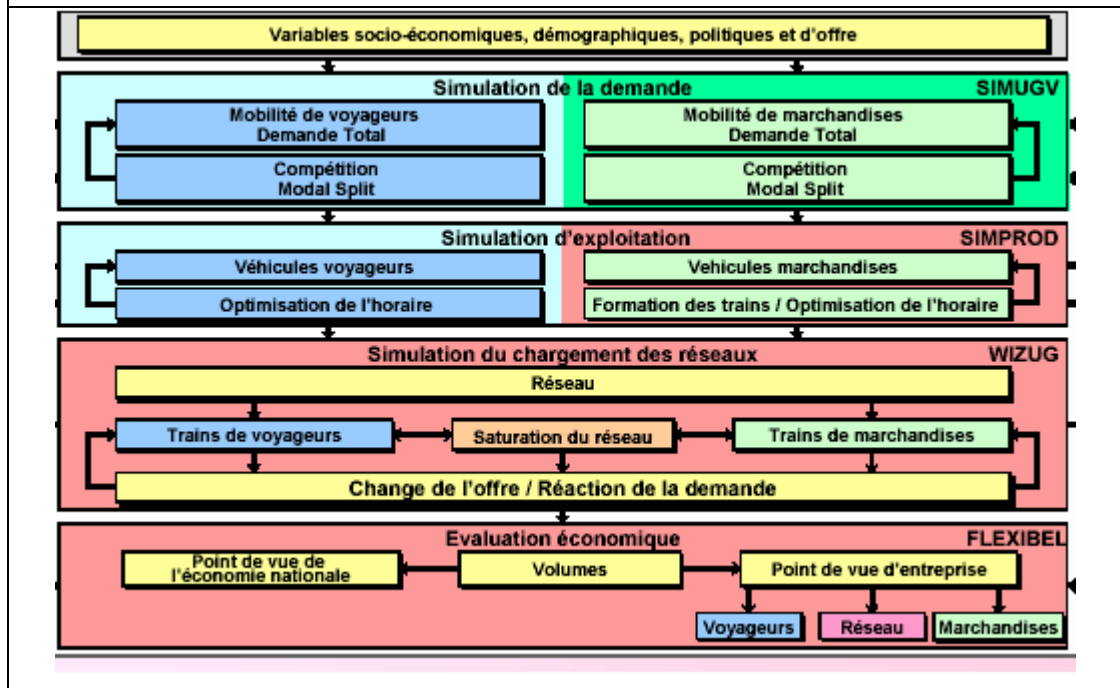 Variables socio-économiques, démographiques, politiques et d'offre
Simulation de la demande
SIMUGV
Mobilité de voyageurs
Demande Total
Mobilité de marchandises
Demande Total
Compétition
Modal Split
Compétition
Modal Split
Simulation d'exploitation
SIMPROD
Véhicules voyageurs
Vehicules marchandises
Optimisation de l'horaire
Formation des trains / Optimisation de l'horaire
Simulation du chargement des réseaux
WIZUG
Réseau
Trains de voyageurs
Saturation du réseau
Trains de marchandises
Change de l'offre / Réaction de la demande
Evaluation économique
FLEXIBEL
Point de vue de
l'économie nationale
Volumes
Point de vue d'entreprise
Voyageurs
Réseau
Marchandises